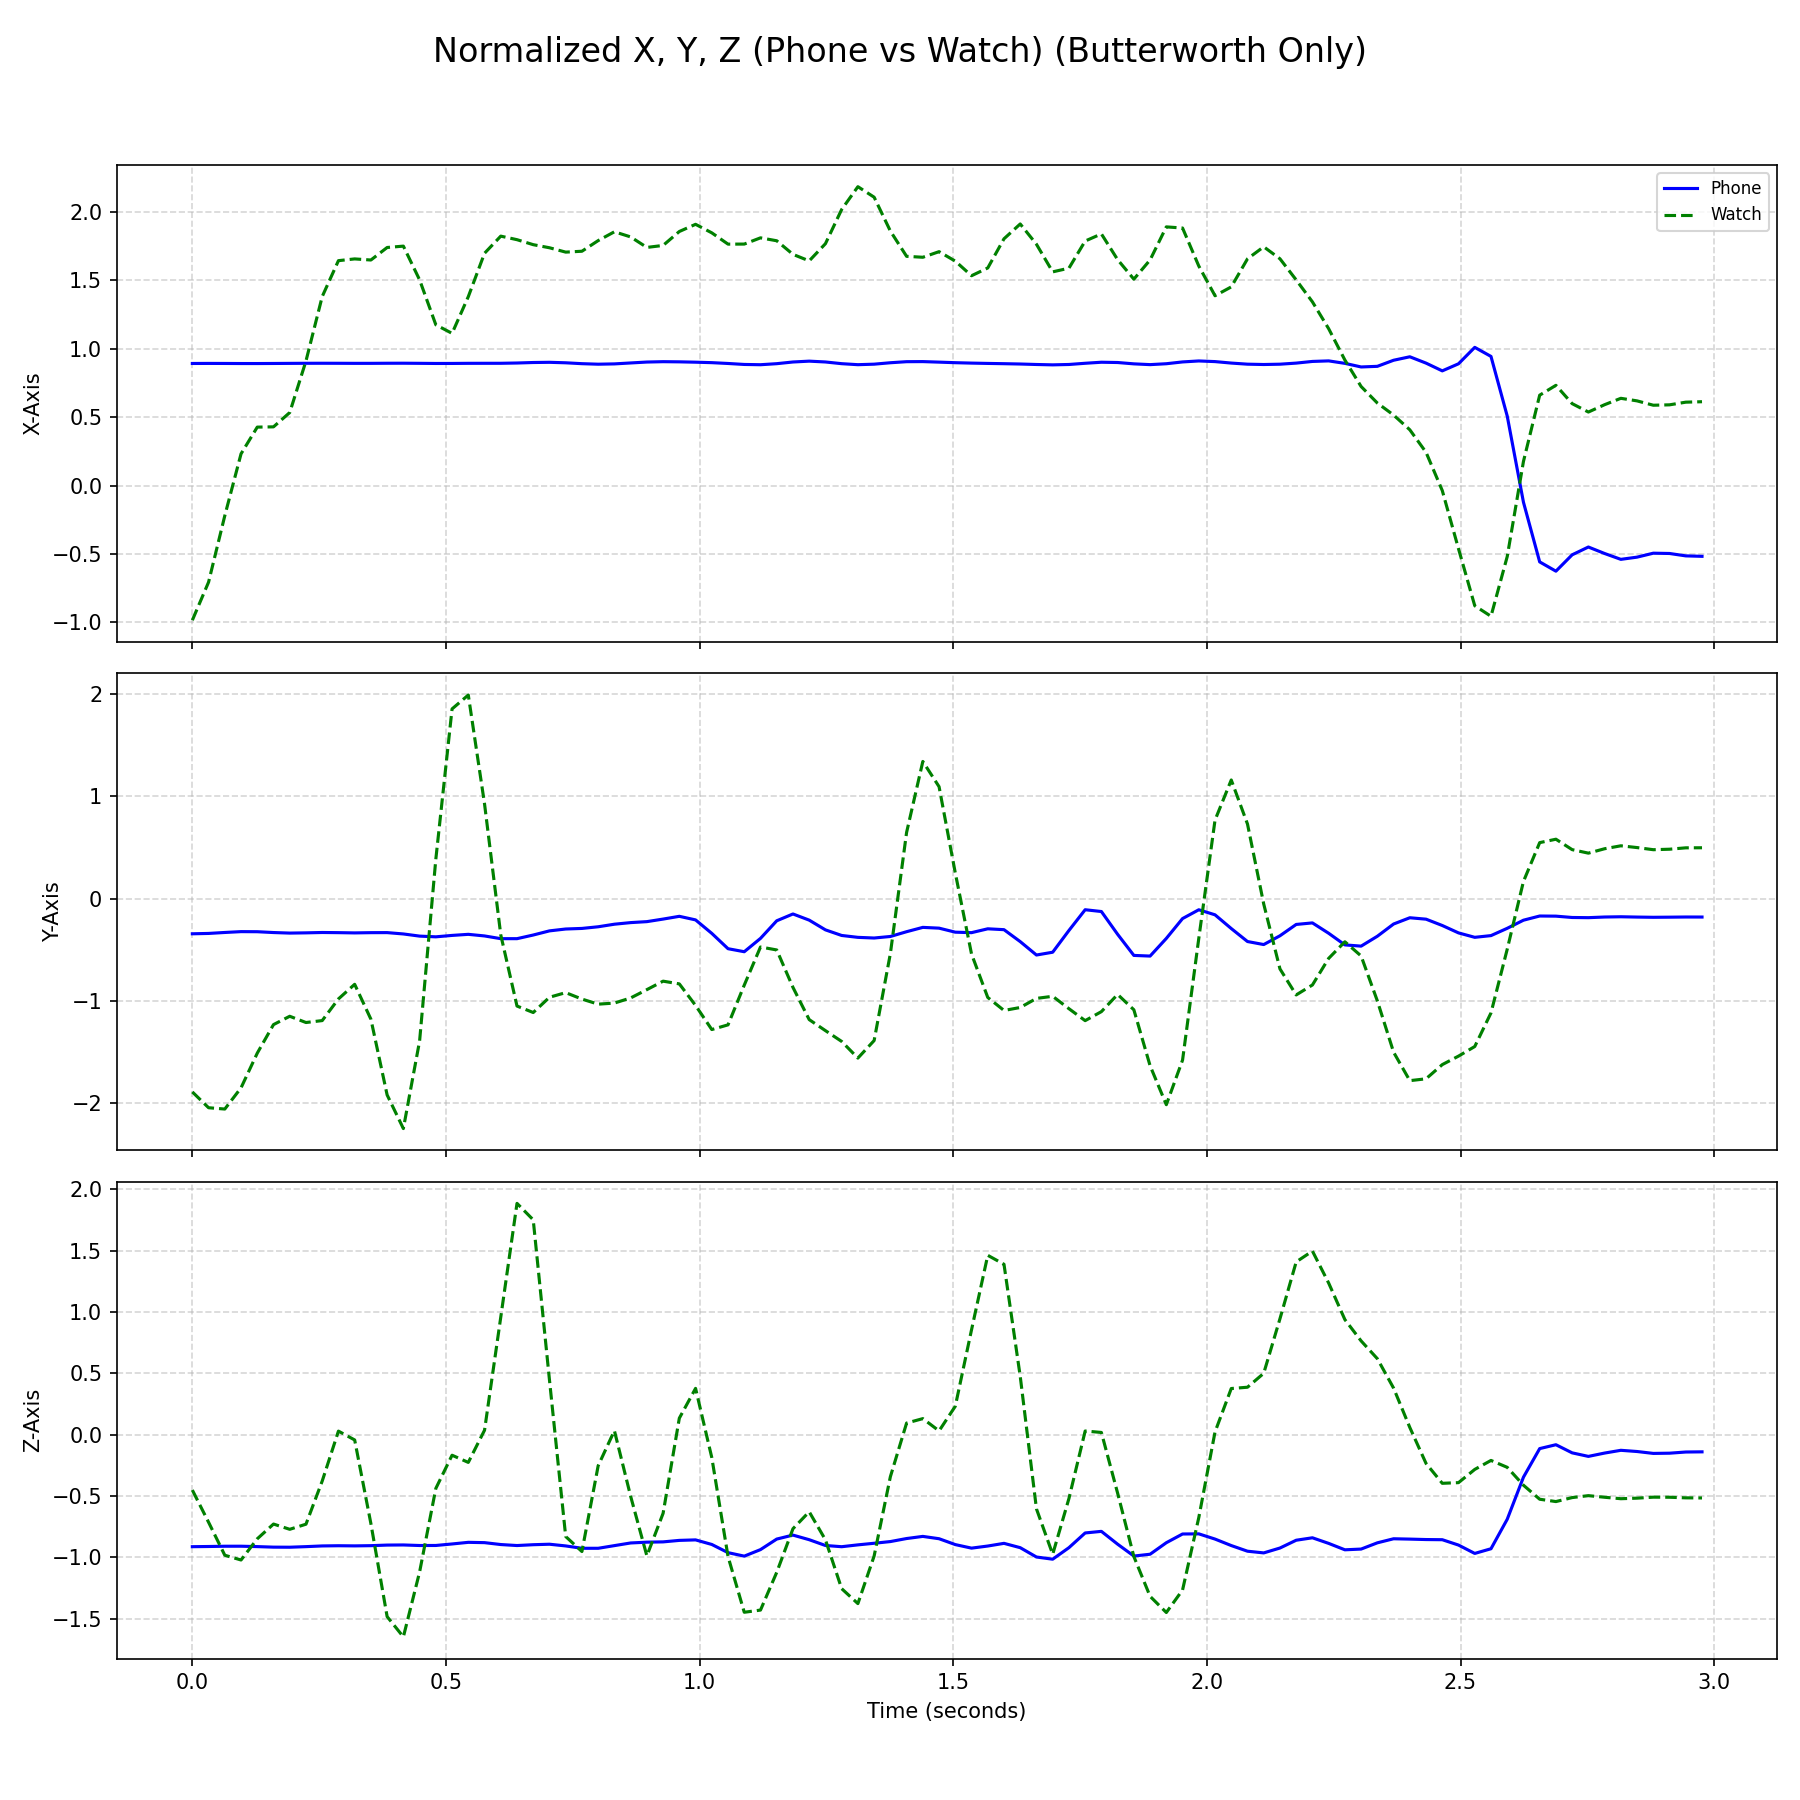 Normalized X, Y, Z (Phone vs Watch) (Butterworth Only)
Phone
Watch
X-Axis
2.0
1.5
1.0
0.5
0.0
−0.5
−1.0
Y-Axis
2
1
0
−1
−2
Z-Axis
2.0
1.5
1.0
0.5
0.0
−0.5
−1.0
−1.5
0.0 0.5 1.0 1.5 2.0 2.5 3.0
Time (seconds)